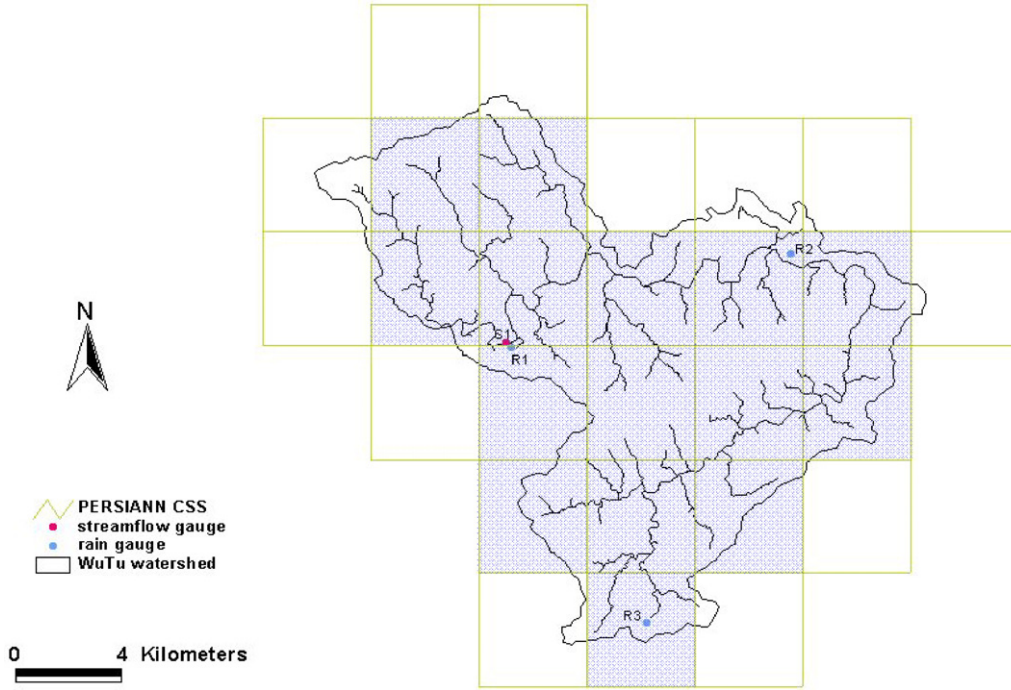 R2
N
S1
R1
PERSIANN CSS
streamflow gauge
rain gauge
WuTu watershed
R3
0 4 Kilometers